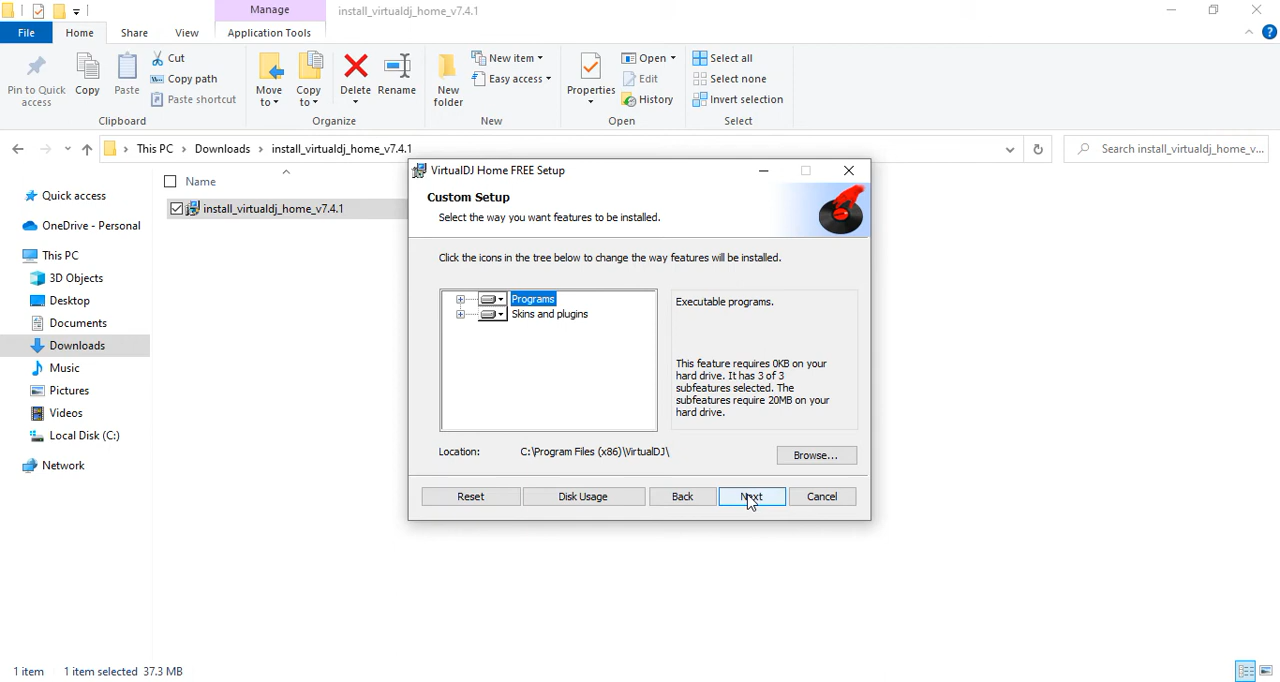 Manage
install_virtualdj_home_v7.4.1
File
Home
Share
View
Application Tools
Pin to Quick access
Copy
Paste
Cut
Copy path
Paste shortcut
Clipboard
Move to
Copy to
Delete
Rename
Organize
New folder
New item
Easy access
New
Properties
Open
Edit
History
Open
Select all
Select none
Invert selection
Select
This PC > Downloads > install_virtualdj_home_v7.4.1
Search install_virtualdj_home_v...
Name
install_virtualdj_home_v7.4.1
Quick access
OneDrive - Personal
This PC
3D Objects
Desktop
Documents
Downloads
Music
Pictures
Videos
Local Disk (C:)
Network
VirtualDJ Home FREE Setup
Custom Setup
Select the way you want features to be installed.
Click the icons in the tree below to change the way features will be installed.
Programs
Skins and plugins
Executable programs.
This feature requires 0KB on your
hard drive. It has 3 of 3
subfeatures selected. The
subfeatures require 20MB on your
hard drive.
Location: C:\Program Files (x86)\VirtualDJ\
Browse...
Reset
Disk Usage
Back
Next
Cancel
1 item
1 item selected 37.3 MB